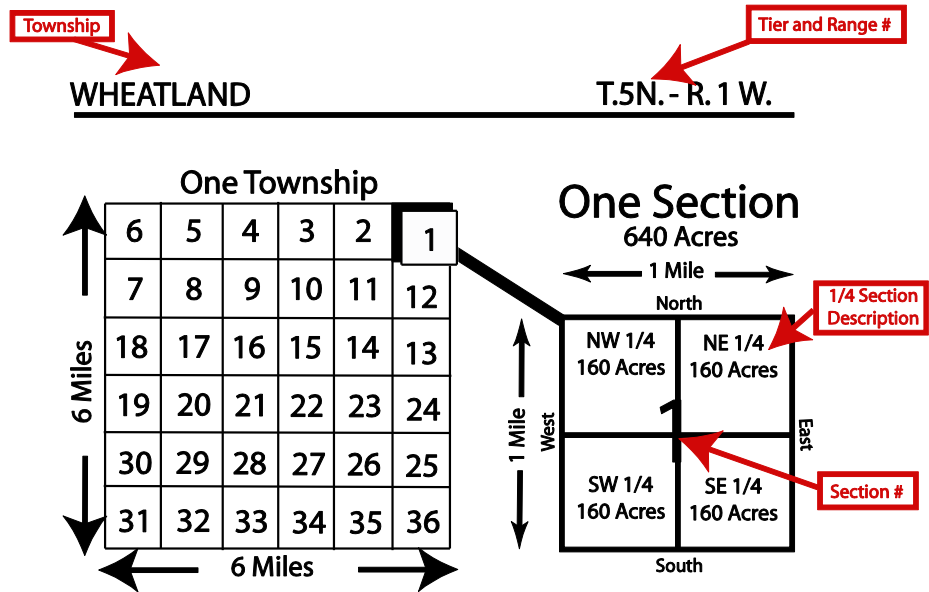 Township
Tier and Range #
WHEATLAND
T.5N. - R. 1 W.
One Township
6 5 4 3 2 1
7 8 9 10 11 12
18 17 16 15 14 13
19 20 21 22 23 24
30 29 28 27 26 25
31 32 33 34 35 36
6 Miles
6 Miles
One Section
640 Acres
1 Mile
North
1/4 Section
Description
NW 1/4
160 Acres
NE 1/4
160 Acres
1
1 Mile
West
East
SW 1/4
160 Acres
SE 1/4
160 Acres
Section #
South